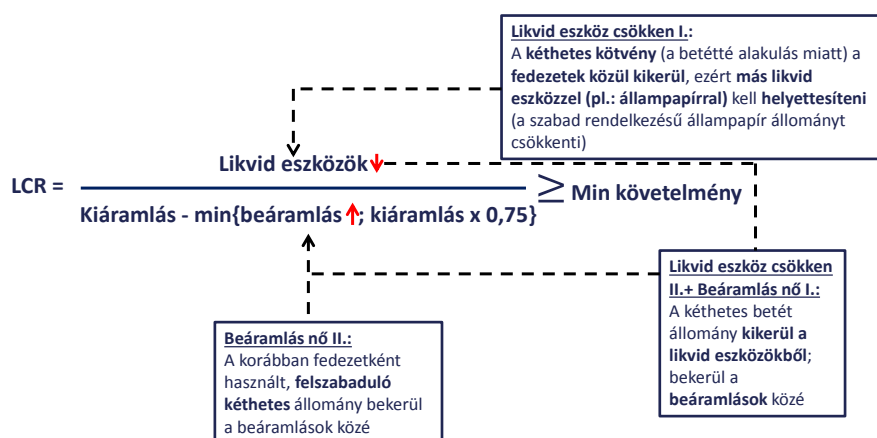 Likvid eszköz csökken I.:
A kéthetes kötvény (a betétté alakulás miatt) a
fedezetek közül kikerül, ezért más likvid
eszközzel (pl.: állampapírral) kell helyettesíteni
(a szabad rendelkezésű állampapír állományt
csökkenti)
Likvid eszközök↓
LCR = ≥ Min követelmény
Kiáramlás - min{beáramlás ↑; kiáramlás x 0,75}
Likvid eszköz csökken
II.+ Beáramlás nő I.:
A kéthetes betét
állomány kikerül a
likvid eszközökből;
bekerül a
beáramlások közé
Beáramlás nő II.:
A korábban fedezetként
használt, felszabaduló
kéthetes állomány bekerül
a beáramlások közé